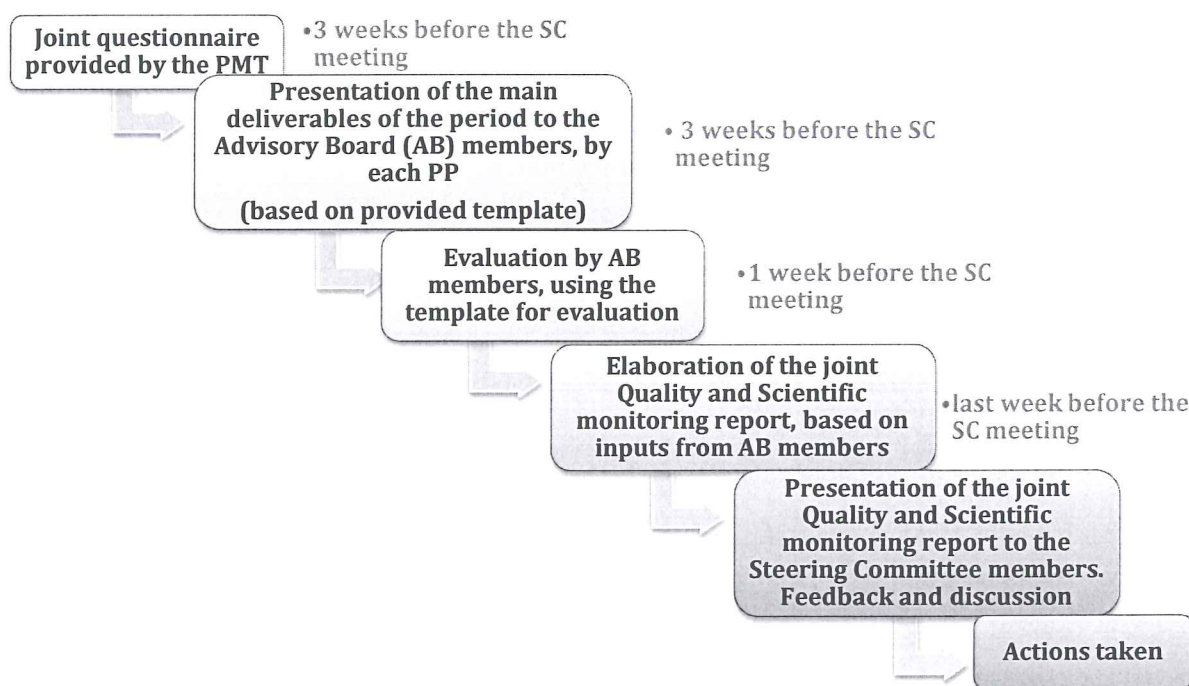 Joint questionnaire
provided by the PMT
•3 weeks before the SC
meeting
Presentation of the main
deliverables of the period to the
Advisory Board (AB) members, by
each PP
(based on provided template)
• 3 weeks before the SC
meeting
Evaluation by AB
members, using the
template for evaluation
•1 week before the SC
meeting
Elaboration of the joint
Quality and Scientific
monitoring report, based on
inputs from AB members
•last week before the
SC meeting
Presentation of the joint
Quality and Scientific
monitoring report to the
Steering Committee members.
Feedback and discussion
Actions taken